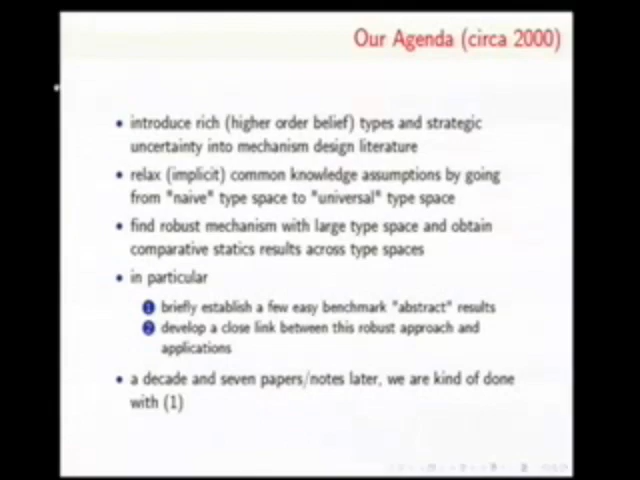 Our Agenda (circa 2000)
• introduce rich (higher order belief) types and strategic
uncertainty into mechanism design literature
• relax (implicit) common knowledge assumptions by going
from "naive" type space to "universal" type space
• find robust mechanism with large type space and obtain
comparative statics results across type spaces
• in particular
1 briefly establish a few easy benchmark "abstract" results
2 develop a close link between this robust approach and
applications
• a decade and seven papers/notes later, we are kind of done
with (1)